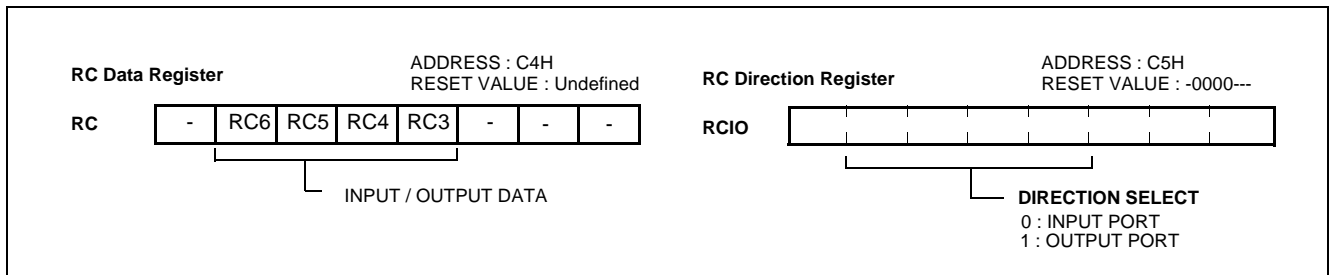 RC Data Register
ADDRESS : C4H
RESET VALUE : Undefined
RC - RC6 RC5 RC4 RC3 - - -
INPUT / OUTPUT DATA
RC Direction Register
ADDRESS : C5H
RESET VALUE : -0000---
RCIO
DIRECTION SELECT
0 : INPUT PORT
1 : OUTPUT PORT